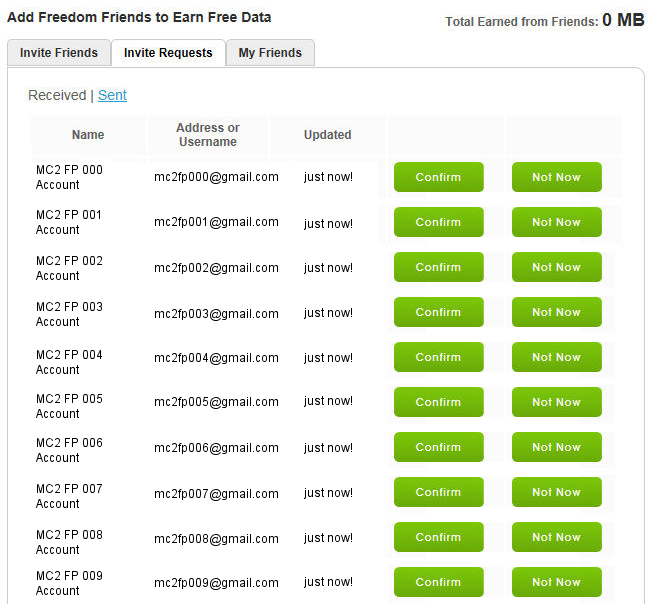 Add Freedom Friends to Earn Free Data
Total Earned from Friends: 0 MB
Invite Friends
Invite Requests
My Friends
Received | Sent
Name
Address or
Username
Updated
MC2 FP 000
Account
mc2fp000@gmail.com
just now!
Confirm
Not Now
MC2 FP 001
Account
mc2fp001@gmail.com
just now!
Confirm
Not Now
MC2 FP 002
Account
mc2fp002@gmail.com
just now!
Confirm
Not Now
MC2 FP 003
Account
mc2fp003@gmail.com
just now!
Confirm
Not Now
MC2 FP 004
Account
mc2fp004@gmail.com
just now!
Confirm
Not Now
MC2 FP 005
Account
mc2fp005@gmail.com
just now!
Confirm
Not Now
MC2 FP 006
Account
mc2fp006@gmail.com
just now!
Confirm
Not Now
MC2 FP 007
Account
mc2fp007@gmail.com
just now!
Confirm
Not Now
MC2 FP 008
Account
mc2fp008@gmail.com
just now!
Confirm
Not Now
MC2 FP 009
Account
mc2fp009@gmail.com
just now!
Confirm
Not Now